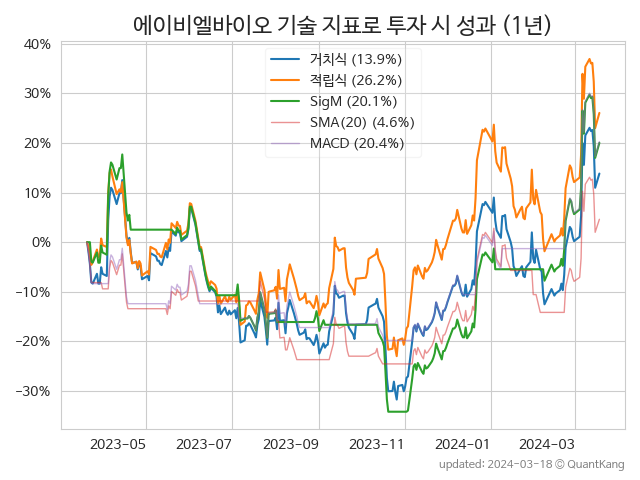 에이비엘바이오 기술 지표로 투자 시 성과 (1년)
40%
30%
20%
10%
0%
−10%
−20%
−30%
거치식 (13.9%)
적립식 (26.2%)
SigM (20.1%)
SMA(20) (4.6%)
MACD (20.4%)
2023-05
2023-07
2023-09
2023-11
2024-01
2024-03
updated: 2024-03-18 © QuantKang